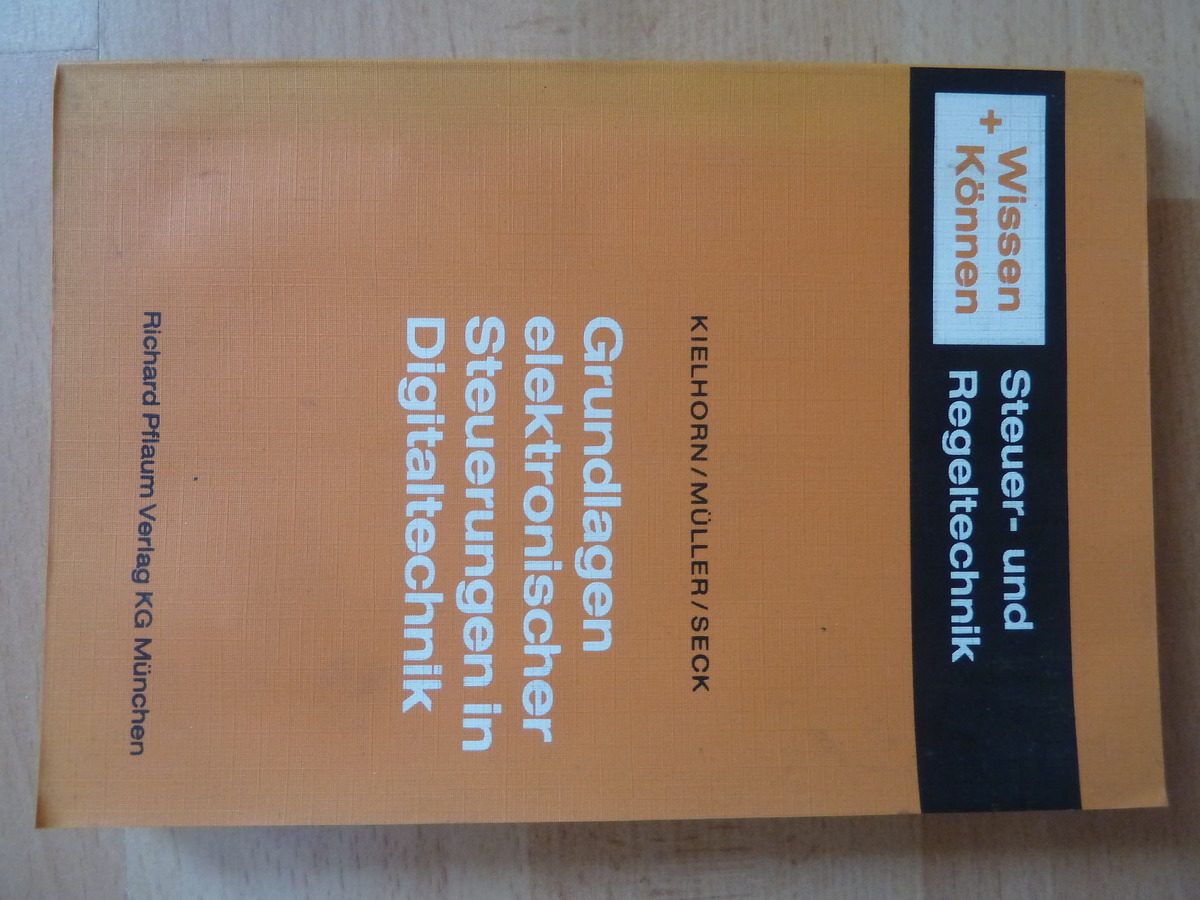 Wissen
+ Können
Steuer- und
Regeltechnik
KIELHORN/MÜLLER/SECK
Grundlagen
elektronischer
Steuerungen in
Digitaltechnik
Richard Pflaum Verlag KG München